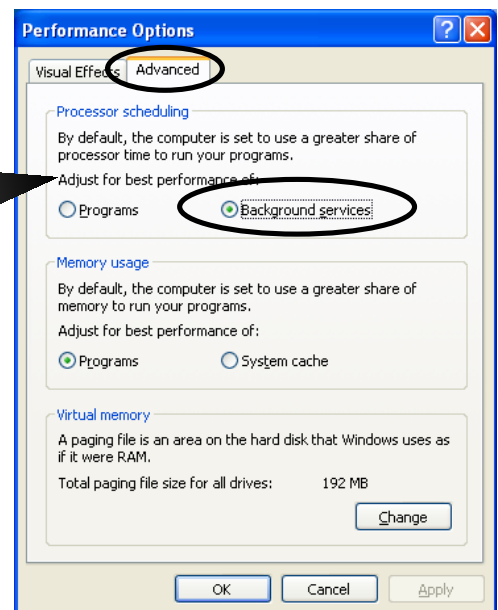 Performance Options
Visual Effects Advanced
Processor scheduling
By default, the computer is set to use a greater share of
processor time to run your programs.
Adjust for best performance of:
Programs Background services
Memory usage
By default, the computer is set to use a greater share of
memory to run your programs.
Adjust for best performance of:
Programs System cache
Virtual memory
A paging file is an area on the hard disk that Windows uses as
if it were RAM.
Total paging file size for all drives: 192 MB
Change
OK Cancel Apply